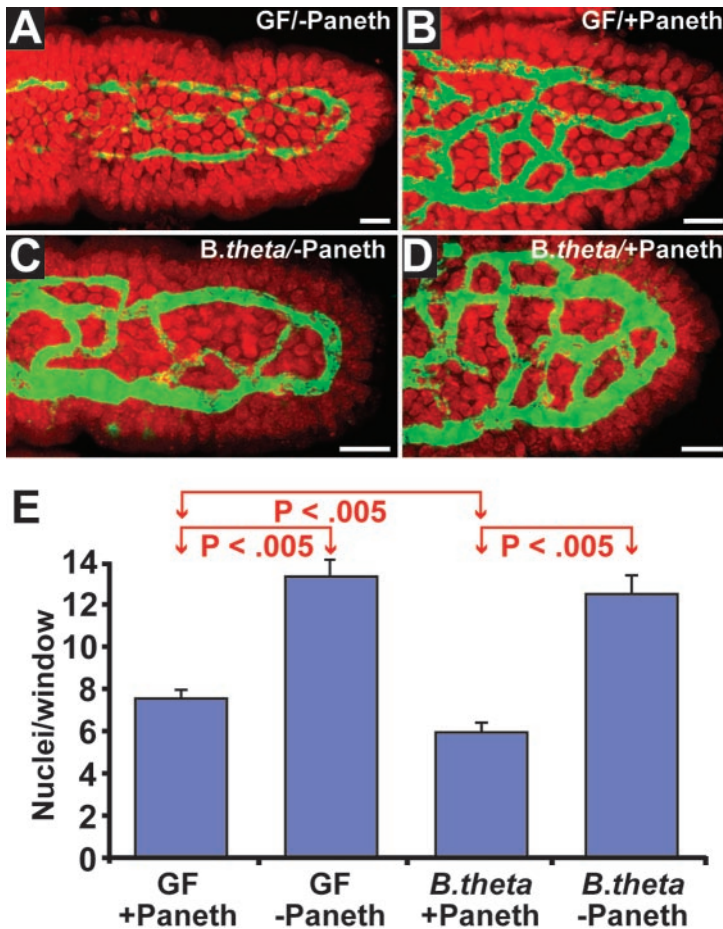 A GF/-Paneth
B GF/+Paneth
C B.theta/-Paneth
D B.theta/+Paneth
E
P < .005
P < .005 P < .005
Nuclei/window
14
12
10
8
6
4
2
0
GF GF B.theta B.theta
+Paneth -Paneth +Paneth -Paneth